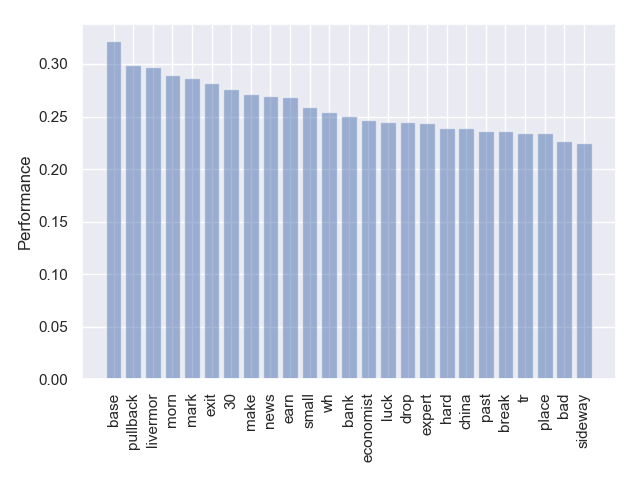 0.30
0.25
0.20
0.15
0.10
0.05
0.00
Performance
base
pullback
livermor
morn
mark
exit
30
make
news
earn
small
wh
bank
economist
luck
drop
expert
hard
china
past
break
tr
place
bad
sideway